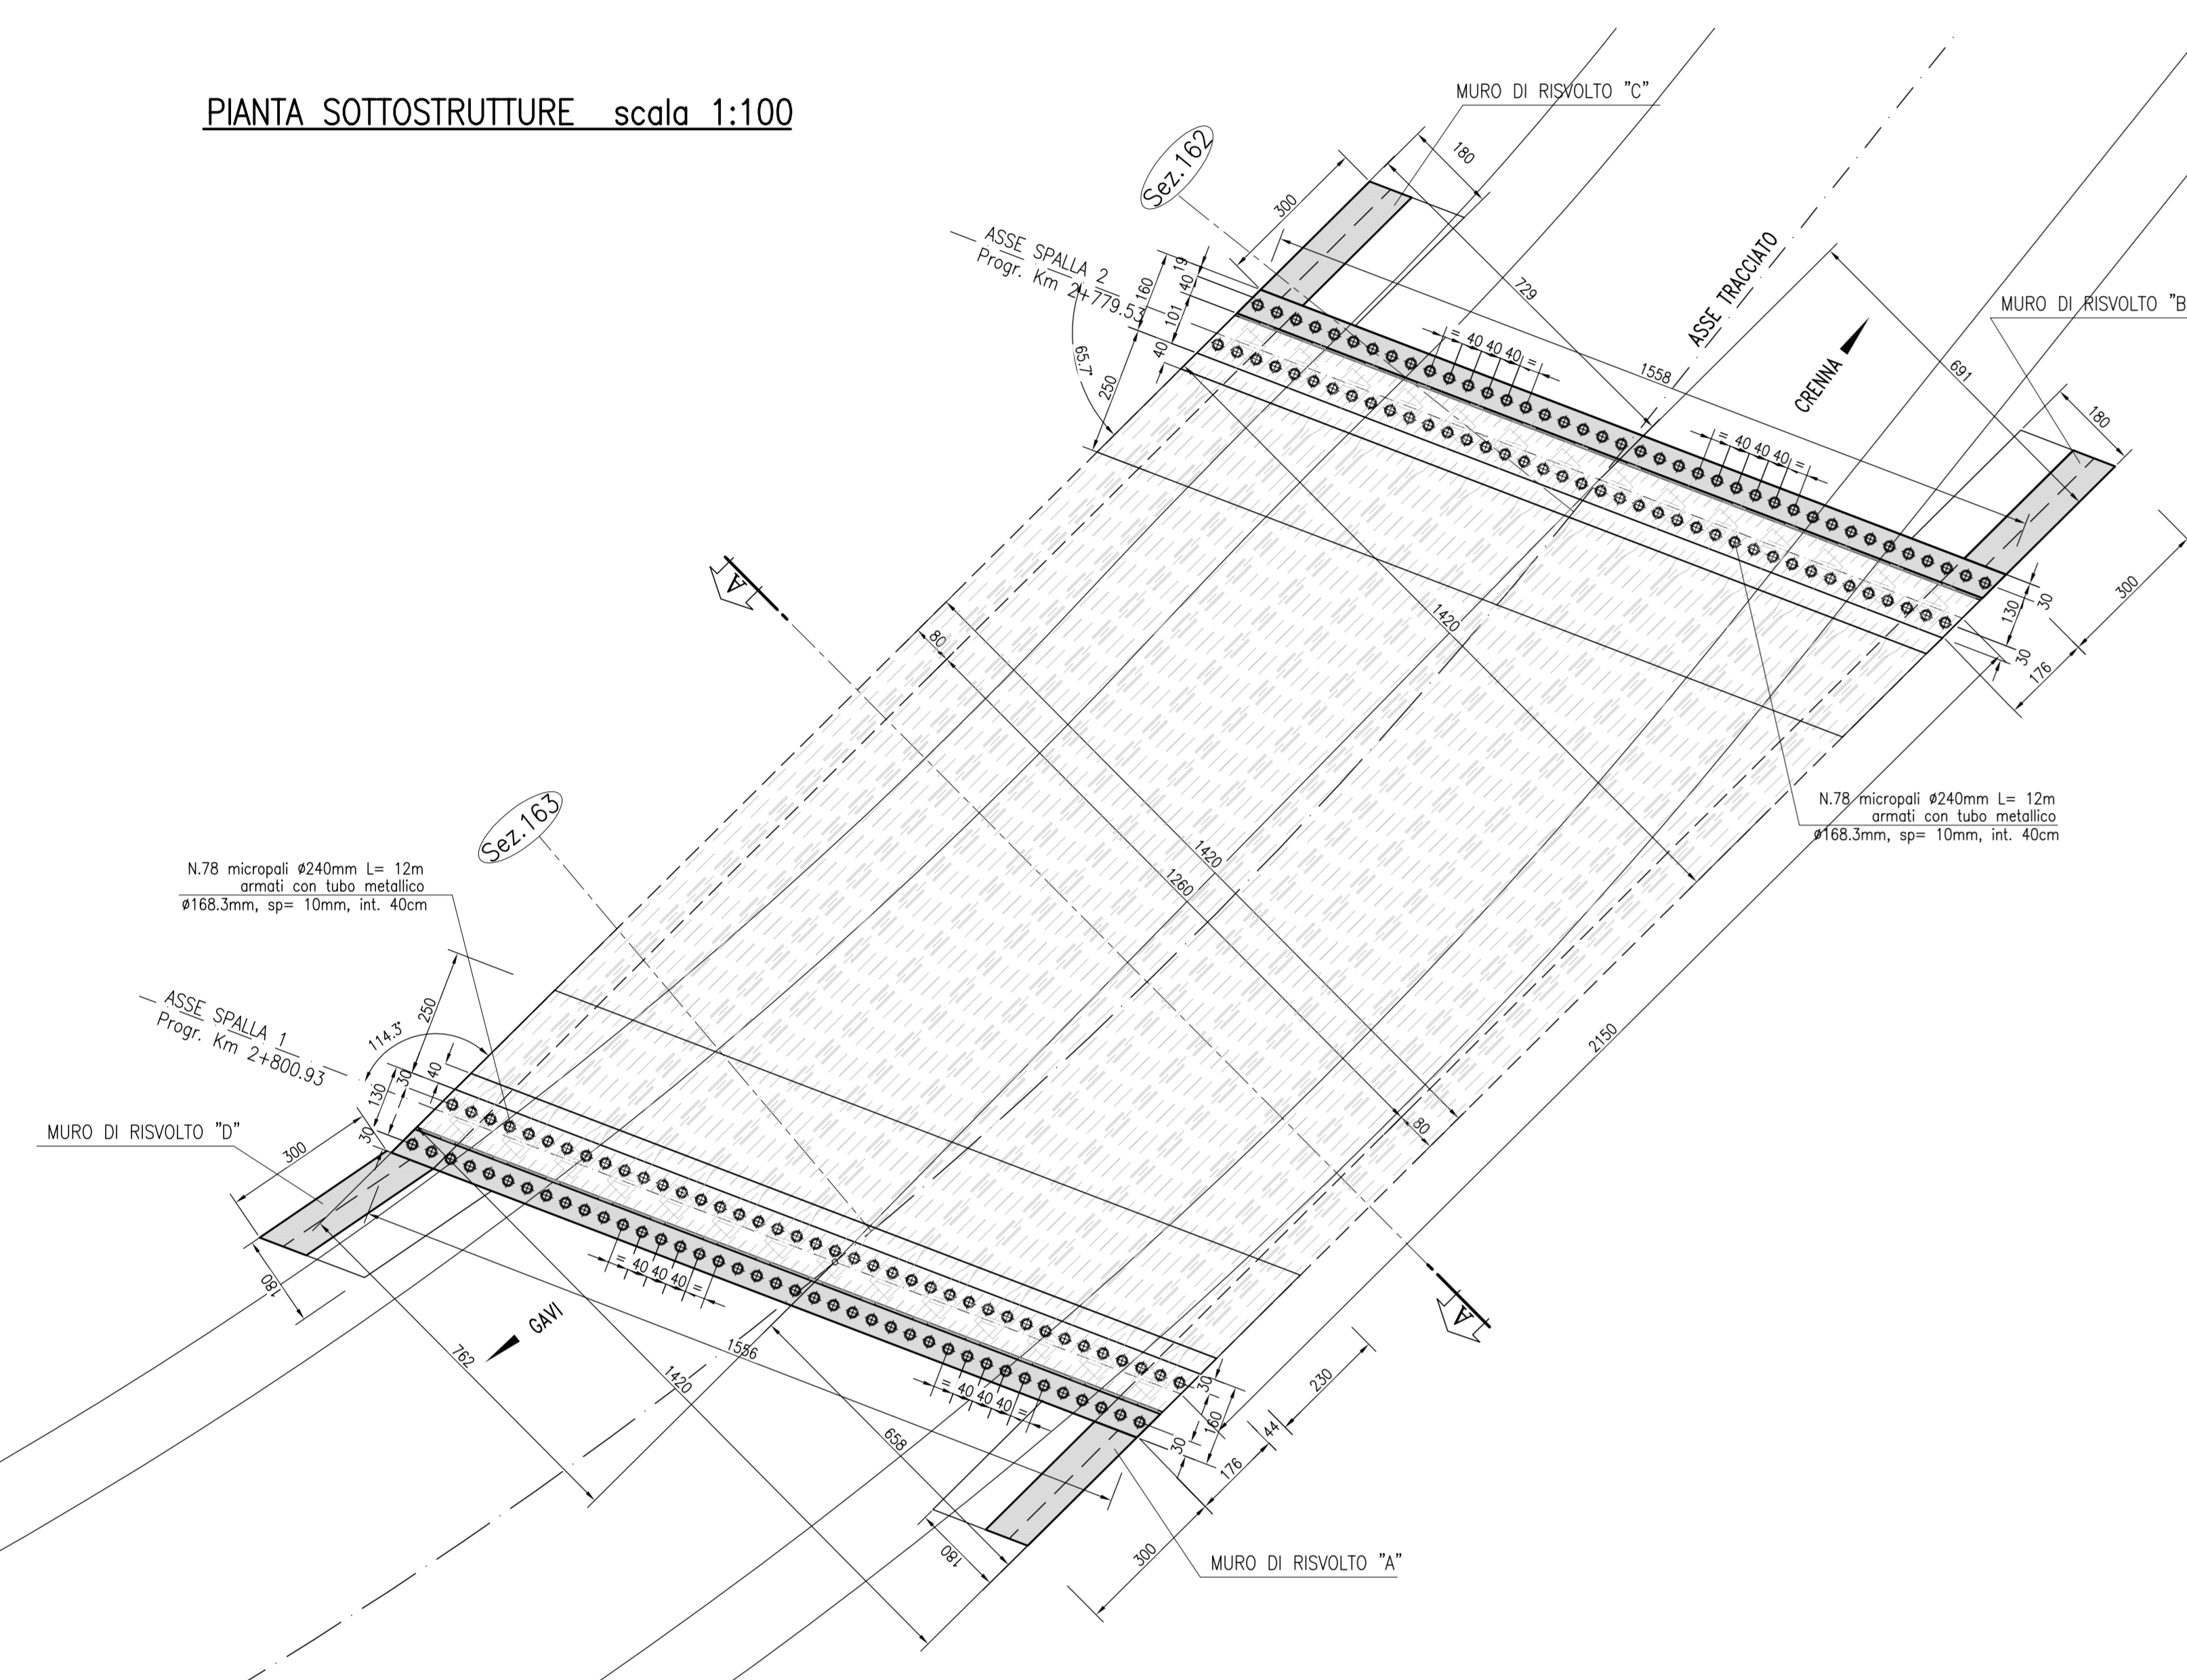 PIANTA SOTTOSTRUTTURE scala 1:100
MURO DI RISVOLTO "C"
Sez.162
180
300
ASSE SPALLA 2
Progr. Km 2+779.53
19
40
160
101
40
65.7°
250
729
ASSE TRACCIATO
MURO DI RISVOLTO "B
= 40 40 40 =
1558
CRENNA
691
180
= 40 40 40 =
A
1420
30
130
300
30
176
80
N.78 micropali ø240mm L= 12m
armati con tubo metallico
ø168.3mm, sp= 10mm, int. 40cm
Sez.163
1420
1260
N.78 micropali ø240mm L= 12m
armati con tubo metallico
ø168.3mm, sp= 10mm, int. 40cm
2150
ASSE SPALLA 1
Progr. Km 2+800.93
250
114.3°
40
30
130
30
MURO DI RISVOLTO "D"
300
80
180
= 40 40 40 =
GAVI
A
762
1556
1420
= 40 40 40 =
658
30
160
230
44
30
176
180
300
MURO DI RISVOLTO "A"